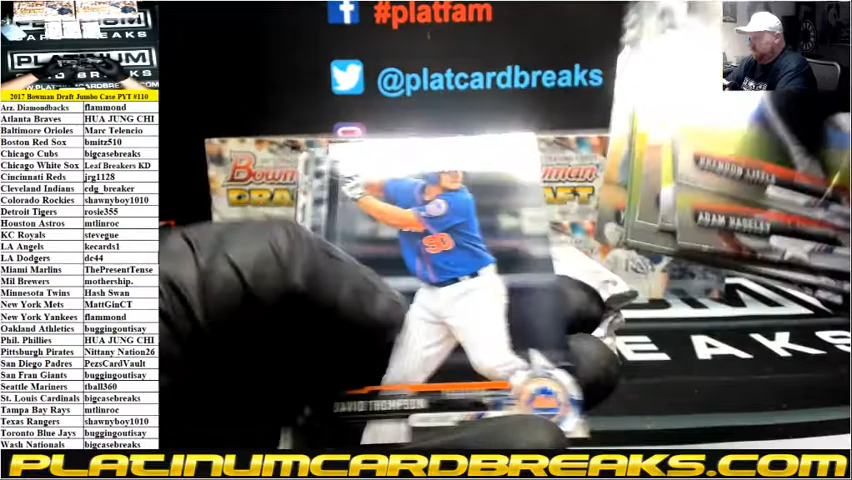 #platfam
@platcardbreaks
PLATINUM
BREAKS
2017 Bowman Draft Jumbo Case PYT #110
Arz. Diamondbacks flammond
Atlanta Braves HUA JUNG CHI
Baltimore Orioles Marc Telencio
Boston Red Sox bmitz510
Chicago Cubs bigcasebreaks
Chicago White Sox Leaf Breakers KD
Cincinnati Reds jrg1128
Cleveland Indians cdg_breaker
Colorado Rockies shawnyboy1010
Detroit Tigers rosie355
Houston Astros mtlinroc
KC Royals stevegue
LA Angels kecards1
LA Dodgers dc44
Miami Marlins ThePresentTense
Mil Brewers mothership.
Minnesota Twins Hash Swan
New York Mets MattGinCT
New York Yankees flammond
Oakland Athletics buggingoutisay
Phil. Phillies HUA JUNG CHI
Pittsburgh Pirates Nittany Nation26
San Diego Padres PezsCardVault
San Fran Giants buggingoutisay
Seattle Mariners tball360
St. Louis Cardinals bigcasebreaks
Tampa Bay Rays mtlinroc
Texas Rangers shawnyboy1010
Toronto Blue Jays buggingoutisay
Wash Nationals bigcasebreaks
Bowman
DRAFT
BRANDON LITTLE
ADAM HASELEY
90
DAVID THOMPSON
EAKS
PLATINUMCARDBREAKS.COM